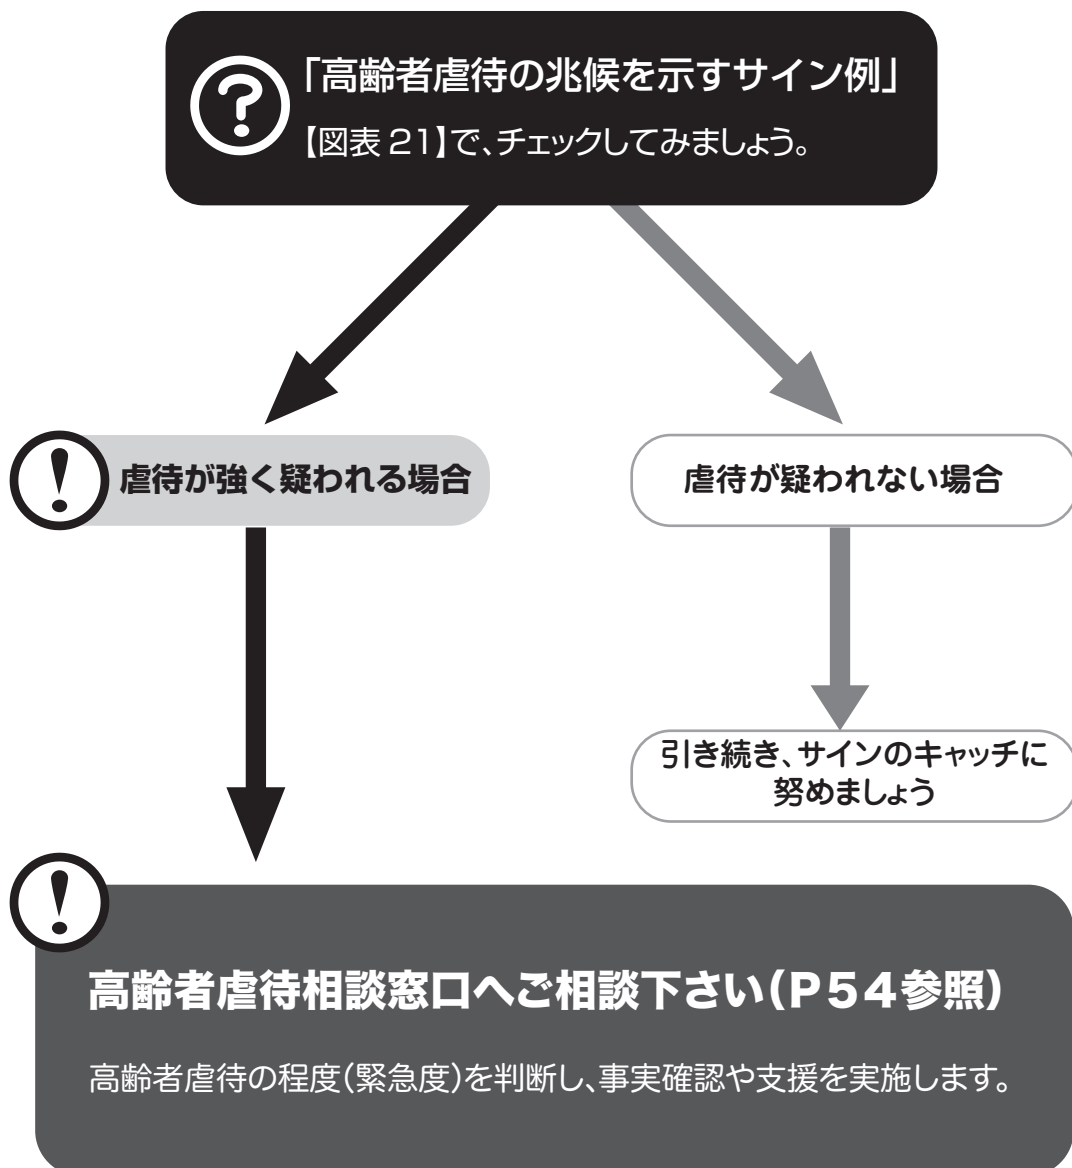 ?
「高齢者虐待の兆候を示すサイン例」
【図表 21】で、チェックしてみましょう。
!
虐待が強く疑われる場合
虐待が疑われない場合
引き続き、サインのキャッチに
努めましょう
!
高齢者虐待相談窓口へご相談下さい(P54参照)
高齢者虐待の程度(緊急度)を判断し、事実確認や支援を実施します。